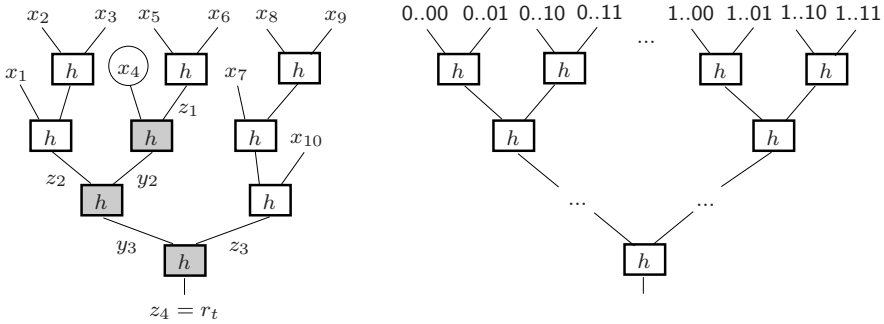 x₂ x₃ x₅ x₆ x₈ x₉ 0..00 0..01 0..10 0..11 1..00 1..01 1..10 1..11
h x₄ h h h h ... h h
x₁ z₁ x₇
h h h x₁₀ h h
z₂ y₂
h h ... ...
y₃ z₃
h h
z₄ = rₜ